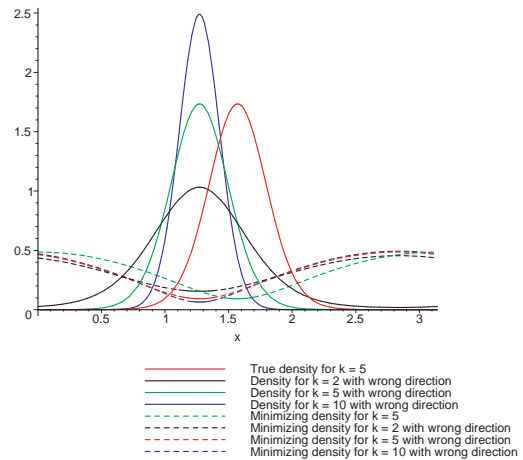 2.5
2
1.5
1
0.5
0
0.5
1
1.5
2
2.5
3
x
True density for k = 5
Density for k = 2 with wrong direction
Density for k = 5 with wrong direction
Density for k = 10 with wrong direction
Minimizing density for k = 5
Minimizing density for k = 2 with wrong direction
Minimizing density for k = 5 with wrong direction
Minimizing density for k = 10 with wrong direction